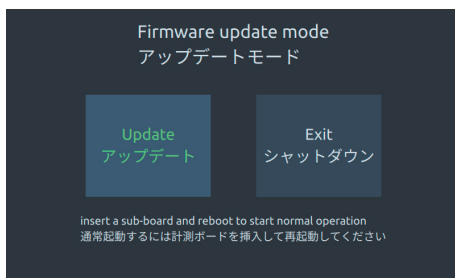 Firmware update mode
アップデートモード
Update
アップデート
Exit
シャットダウン
insert a sub-board and reboot to start normal operation
通常起動するには計測ボードを挿入して再起動してください